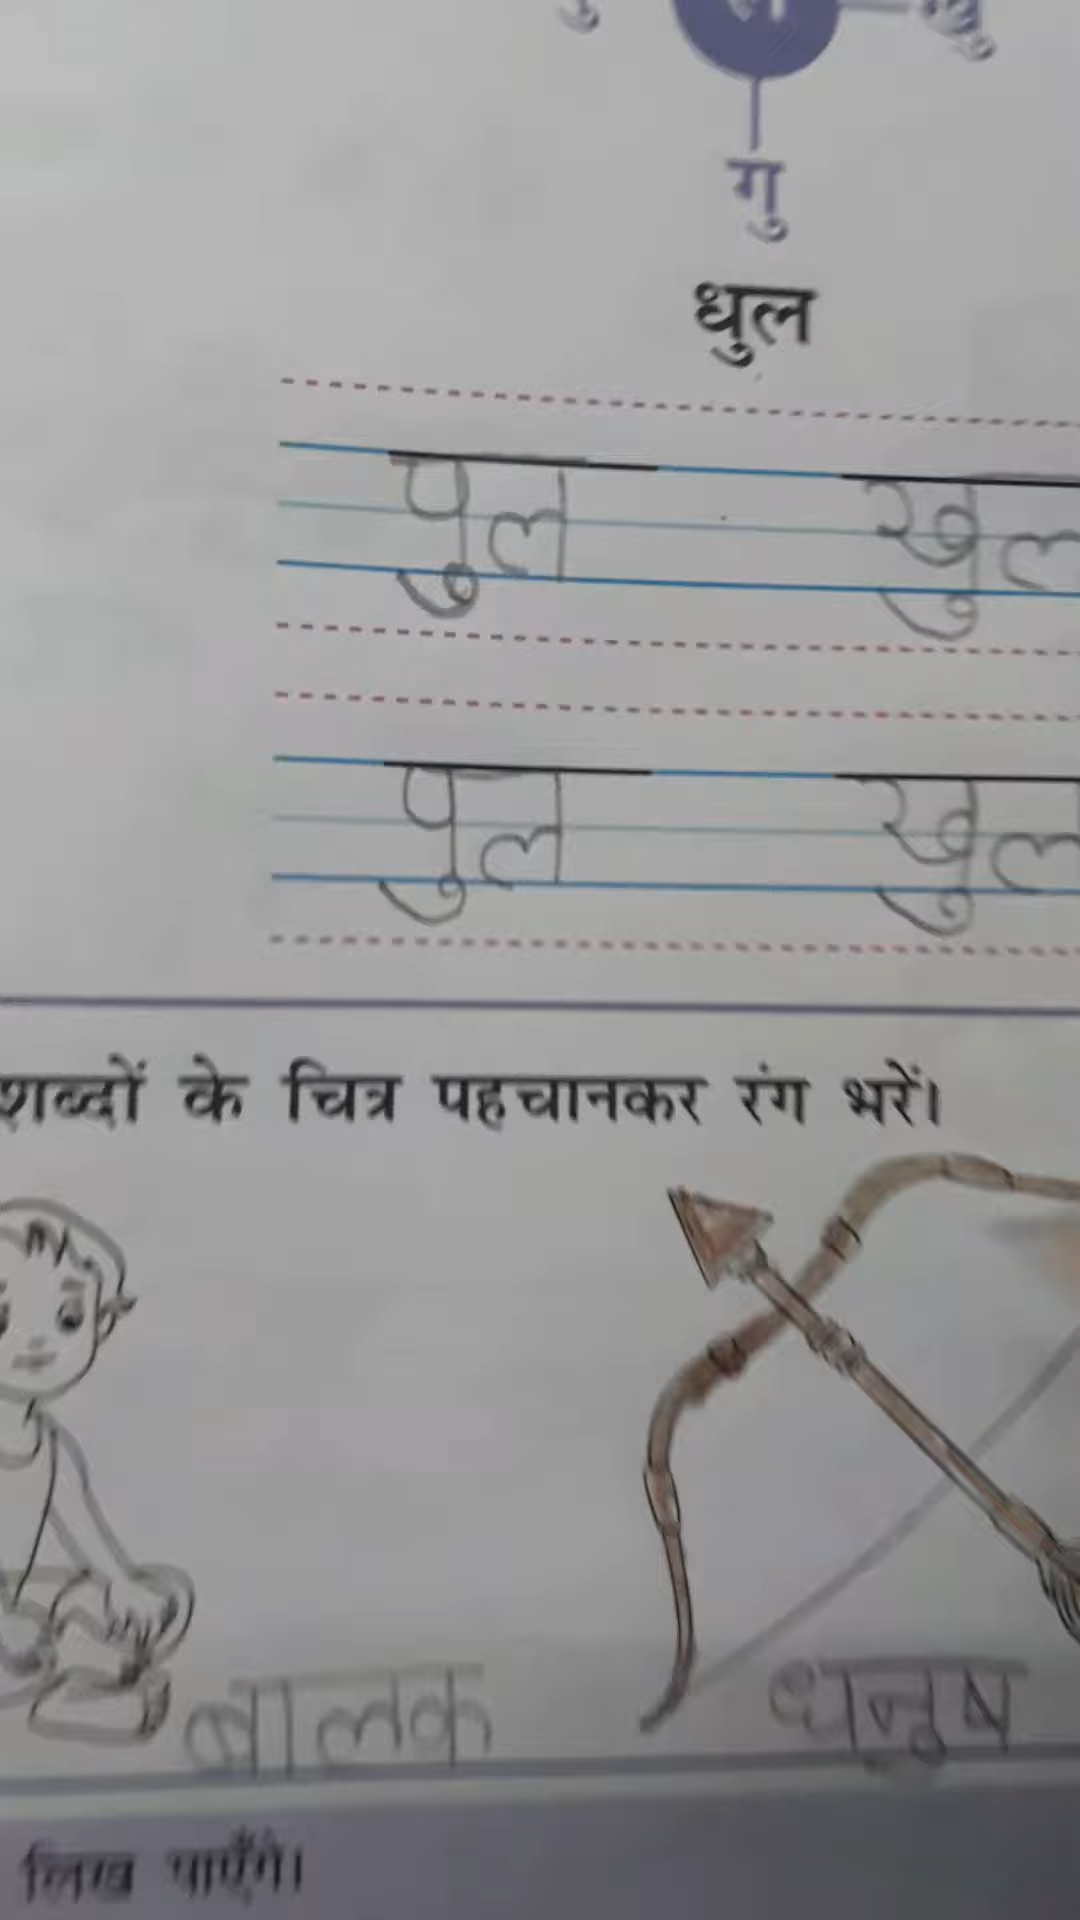 गु
धुल
पुल खुल
पुल खुल
शब्दों के चित्र पहचानकर रंग भरें।
बालक धनुष
लिख पाएँगे।